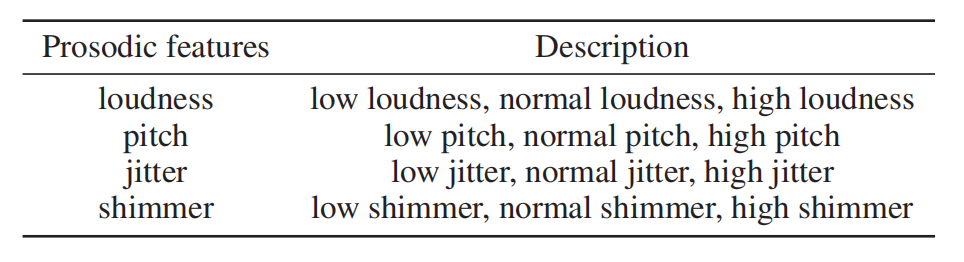 Prosodic features Description
loudness low loudness, normal loudness, high loudness
pitch low pitch, normal pitch, high pitch
jitter low jitter, normal jitter, high jitter
shimmer low shimmer, normal shimmer, high shimmer